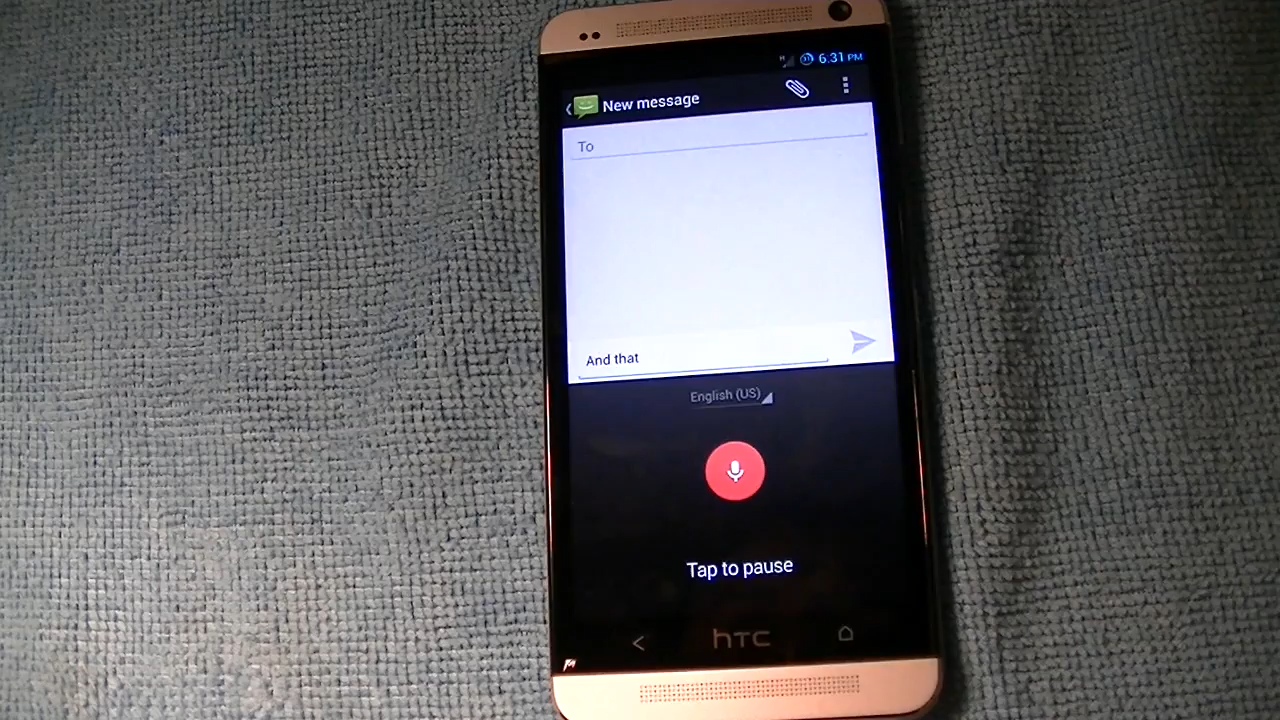 6:31 PM
New message
To
And that
English (US)
Tap to pause
hTC